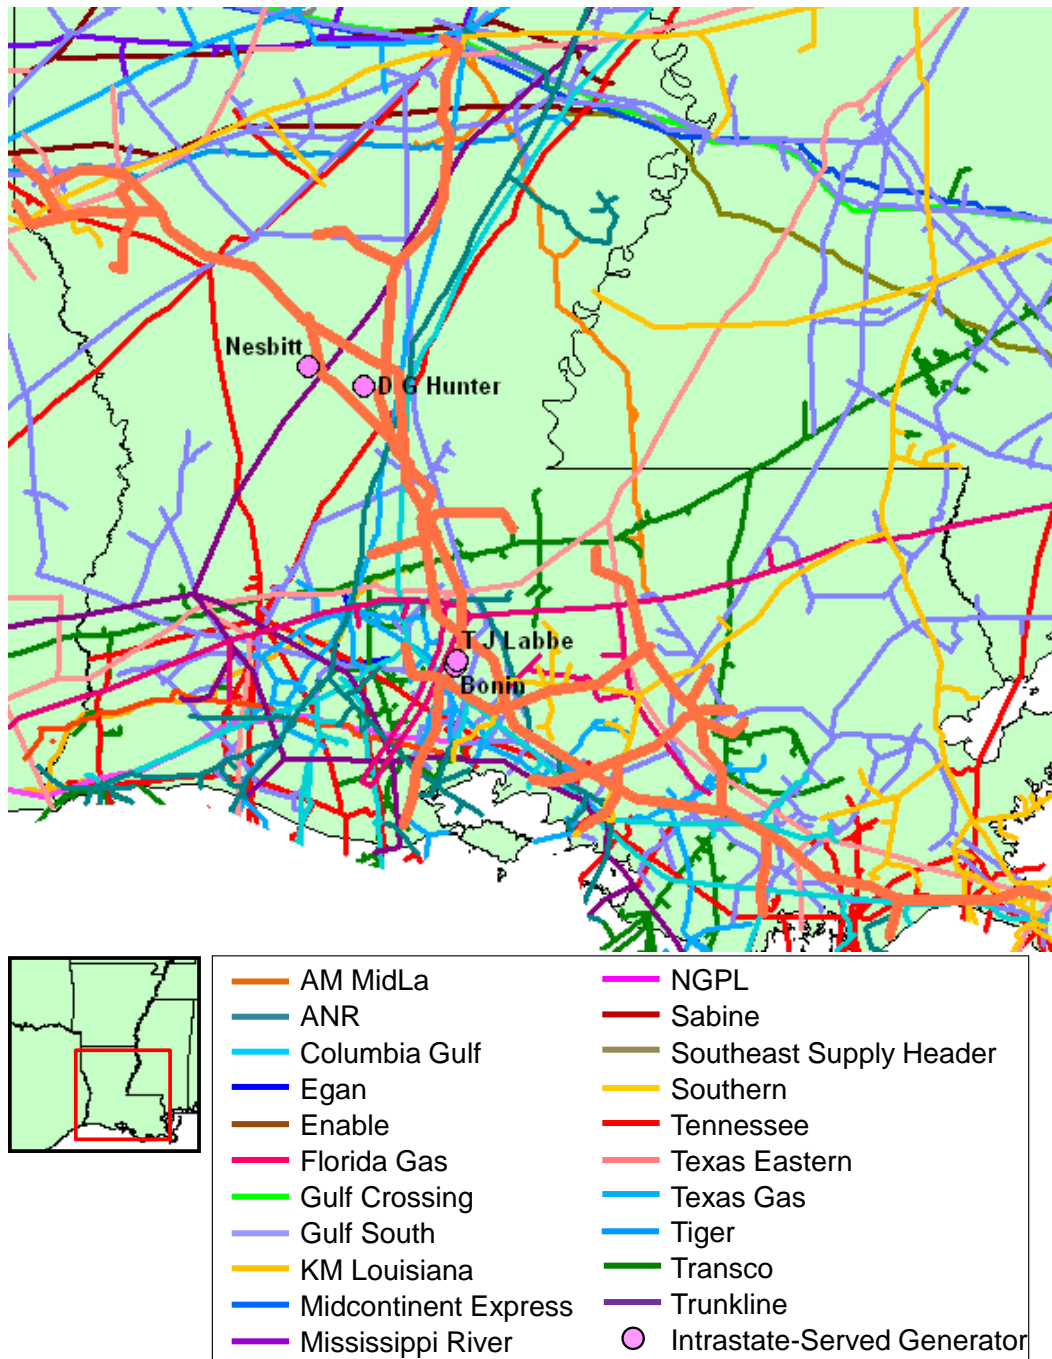 Nesbitt
D G Hunter
T J Labbe
Bonin
AM MidLa
ANR
Columbia Gulf
Egan
Enable
Florida Gas
Gulf Crossing
Gulf South
KM Louisiana
Midcontinent Express
Mississippi River
NGPL
Sabine
Southeast Supply Header
Southern
Tennessee
Texas Eastern
Texas Gas
Tiger
Transco
Trunkline
Intrastate-Served Generator